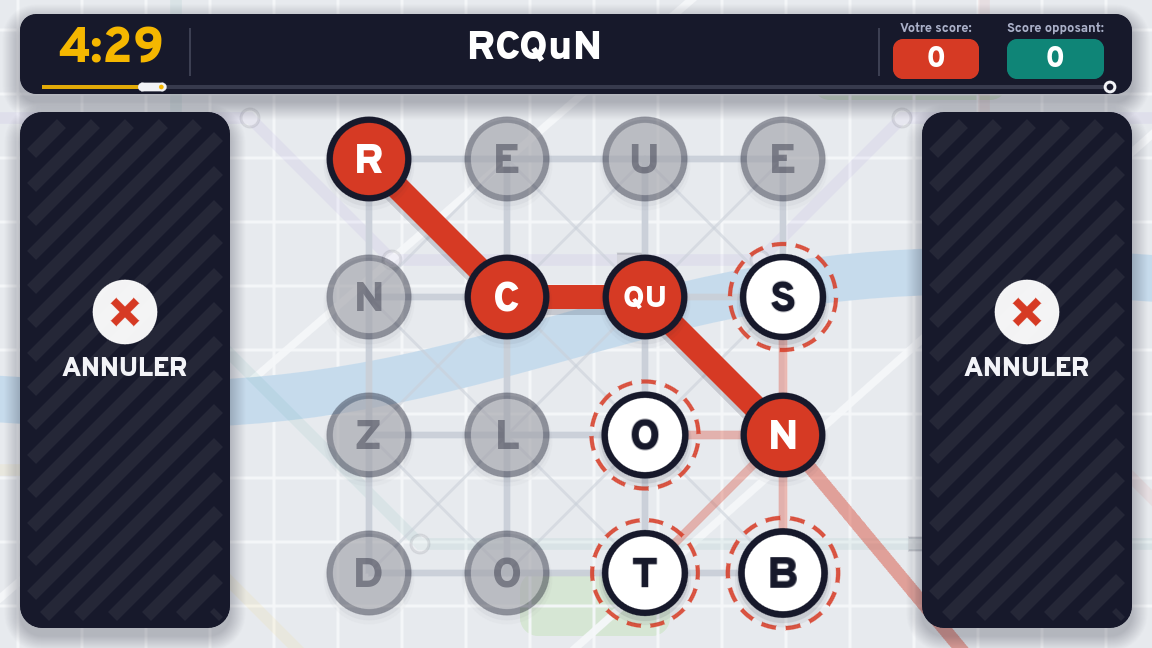 4:29
RCQuN
Votre score:
0
Score opposant:
0
R E U E
N C QU S
Z L O N
D O T B
ANNULER
ANNULER